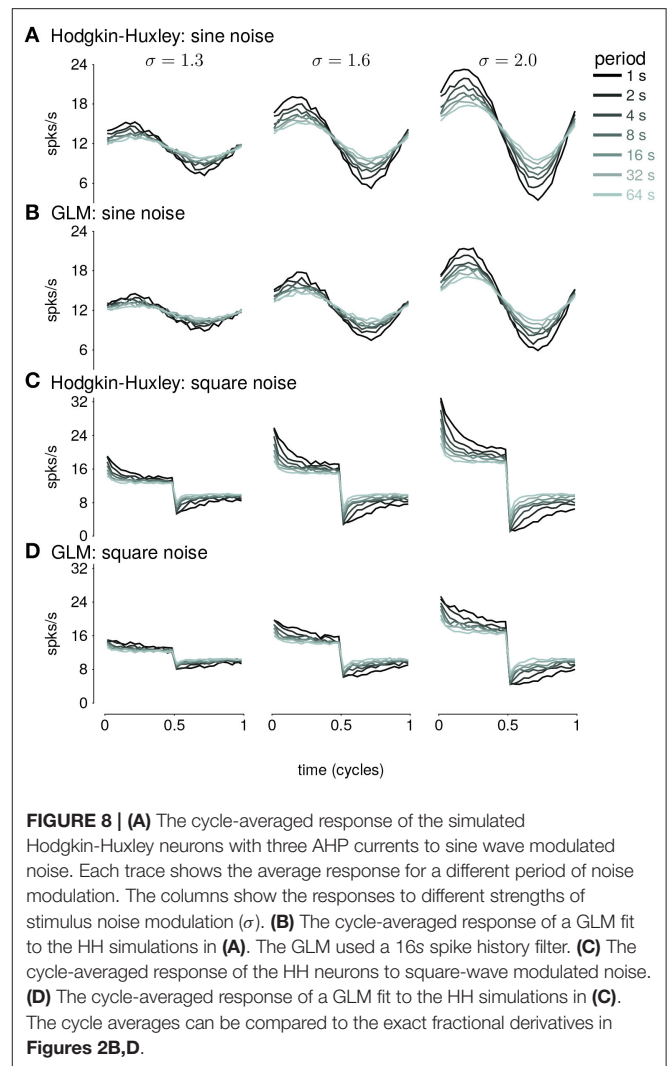 A Hodgkin-Huxley: sine noise
σ = 1.3
σ = 1.6
σ = 2.0
period
1 s
2 s
4 s
8 s
16 s
32 s
64 s
24
18
12
6
spks/s
B GLM: sine noise
24
18
12
6
spks/s
C Hodgkin-Huxley: square noise
32
24
16
8
0
spks/s
D GLM: square noise
32
24
16
8
0
spks/s
0 0.5 1
0 0.5 1
0 0.5 1
time (cycles)
FIGURE 8 | (A) The cycle-averaged response of the simulated
Hodgkin-Huxley neurons with three AHP currents to sine wave modulated
noise. Each trace shows the average response for a different period of noise
modulation. The columns show the responses to different strengths of
stimulus noise modulation (σ). (B) The cycle-averaged response of a GLM fit
to the HH simulations in (A). The GLM used a 16s spike history filter. (C) The
cycle-averaged response of the HH neurons to square-wave modulated noise.
(D) The cycle-averaged response of a GLM fit to the HH simulations in (C).
The cycle averages can be compared to the exact fractional derivatives in
Figures 2B,D.